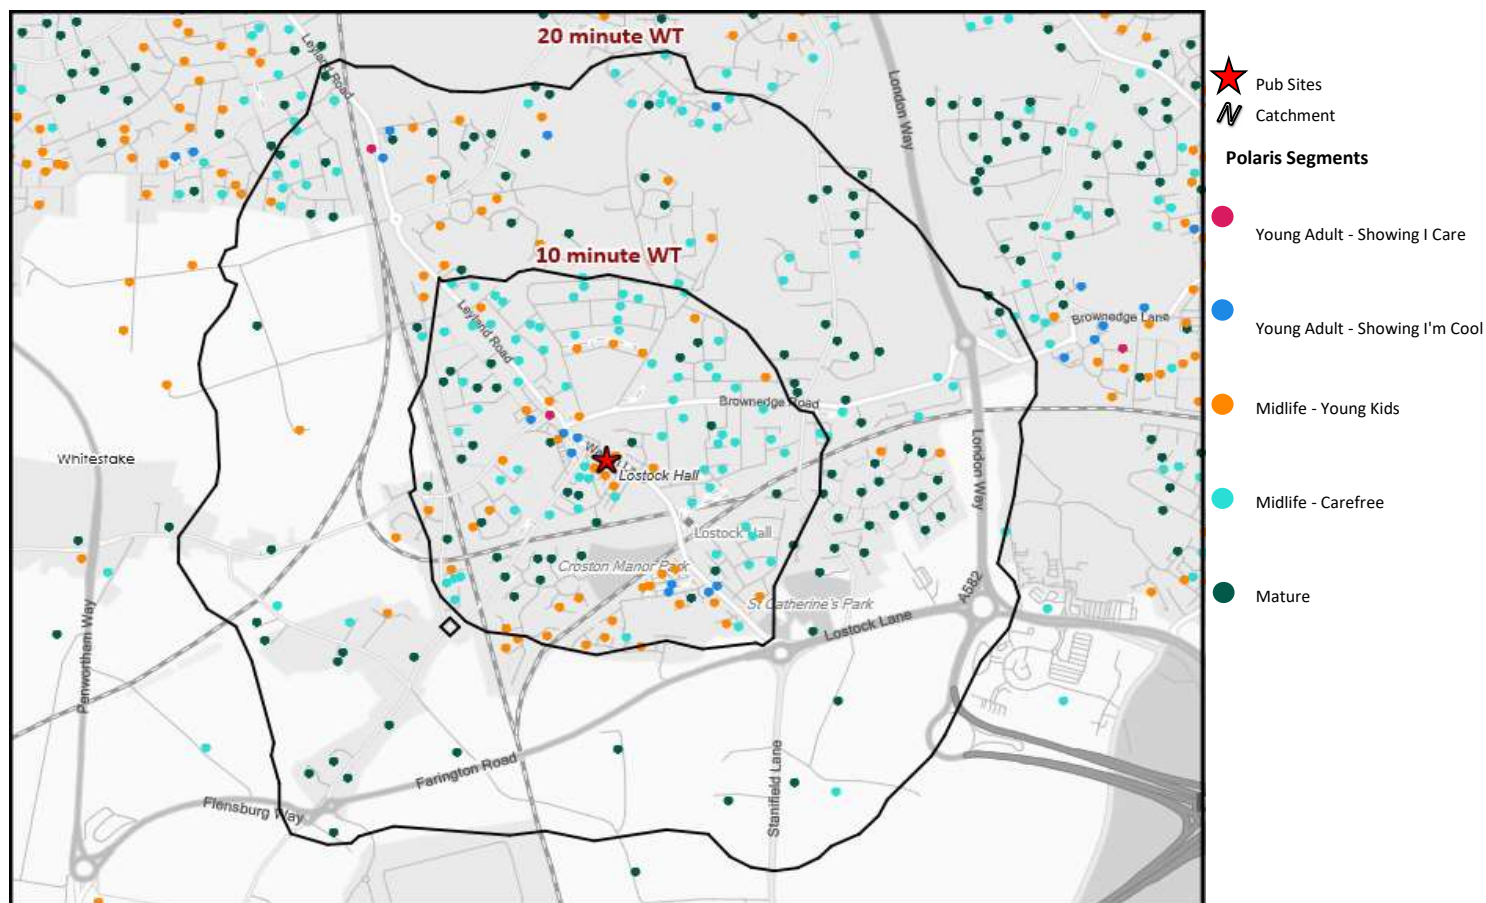 20 minute WT
Leyland Road
London Way
10 minute WT
Leyland Road
Brownedge Lane
Brownedge Road
Whitestake
Lostock Hall
London Way
Lostock Hall
Croston Manor Park
St Catherine's Park
A582
Lostock Lane
Penwortham Way
Farington Road
Stanifield Lane
Flensburg Way
Pub Sites
Catchment
Polaris Segments
Young Adult - Showing I Care
Young Adult - Showing I'm Cool
Midlife - Young Kids
Midlife - Carefree
Mature